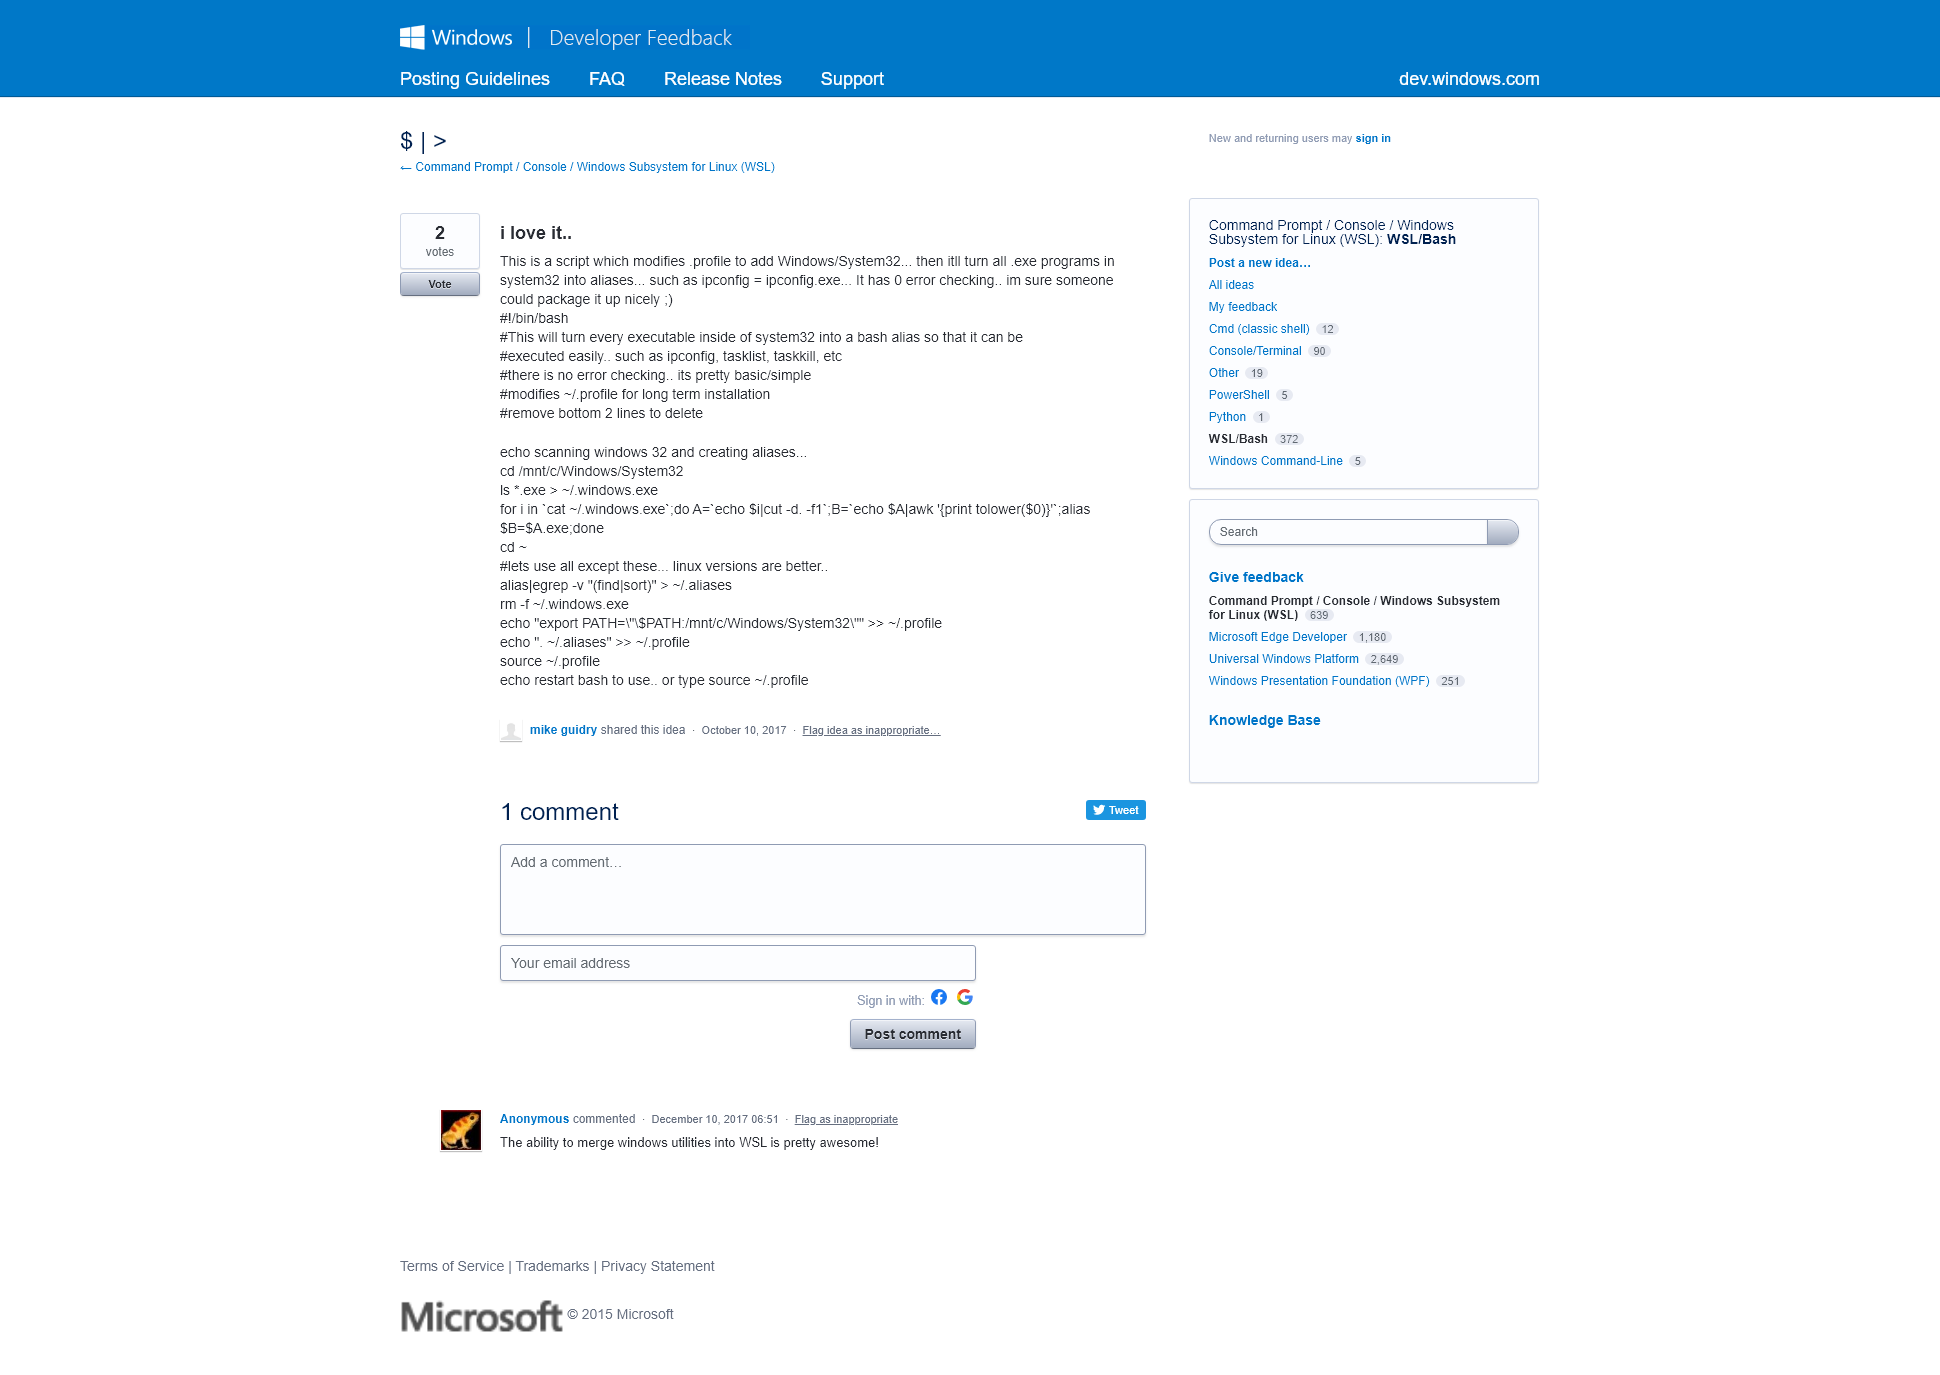 Windows | Developer Feedback
Posting Guidelines FAQ Release Notes Support dev.windows.com
$ | >
← Command Prompt / Console / Windows Subsystem for Linux (WSL)
New and returning users may sign in
2
votes
Vote
i love it..
This is a script which modifies .profile to add Windows/System32... then itll turn all .exe programs in
system32 into aliases... such as ipconfig = ipconfig.exe... It has 0 error checking.. im sure someone
could package it up nicely ;)
#!/bin/bash
#This will turn every executable inside of system32 into a bash alias so that it can be
#executed easily.. such as ipconfig, tasklist, taskkill, etc
#there is no error checking.. its pretty basic/simple
#modifies ~/.profile for long term installation
#remove bottom 2 lines to delete
echo scanning windows 32 and creating aliases...
cd /mnt/c/Windows/System32
ls *.exe > ~/.windows.exe
for i in `cat ~/.windows.exe`;do A=`echo $i|cut -d. -f1`;B=`echo $A|awk '{print tolower($0)}'`;alias
$B=$A.exe;done
cd ~
#lets use all except these... linux versions are better..
alias|egrep -v "(find|sort)" > ~/.aliases
rm -f ~/.windows.exe
echo "export PATH=\"\$PATH:/mnt/c/Windows/System32\"" >> ~/.profile
echo ". ~/.aliases" >> ~/.profile
source ~/.profile
echo restart bash to use.. or type source ~/.profile
mike guidry shared this idea · October 10, 2017 · Flag idea as inappropriate…
1 comment
Tweet
Add a comment…
Your email address
Sign in with:
Post comment
Anonymous commented · December 10, 2017 06:51 · Flag as inappropriate
The ability to merge windows utilities into WSL is pretty awesome!
Command Prompt / Console / Windows
Subsystem for Linux (WSL): WSL/Bash
Post a new idea…
All ideas
My feedback
Cmd (classic shell) 12
Console/Terminal 90
Other 19
PowerShell 5
Python 1
WSL/Bash 372
Windows Command-Line 5
Search
Give feedback
Command Prompt / Console / Windows Subsystem
for Linux (WSL) 639
Microsoft Edge Developer 1,180
Universal Windows Platform 2,649
Windows Presentation Foundation (WPF) 251
Knowledge Base
Terms of Service | Trademarks | Privacy Statement
Microsoft © 2015 Microsoft